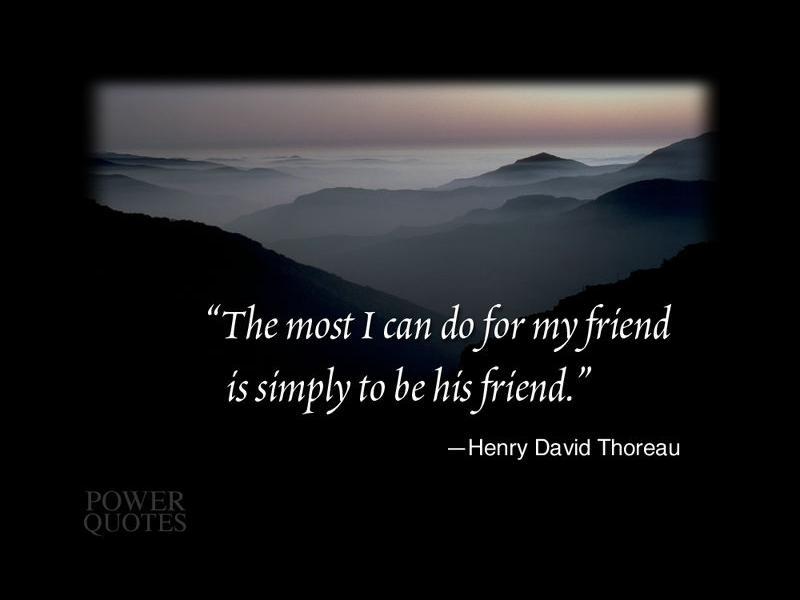 “The most I can do for my friend
is simply to be his friend.”
—Henry David Thoreau
POWER
QUOTES